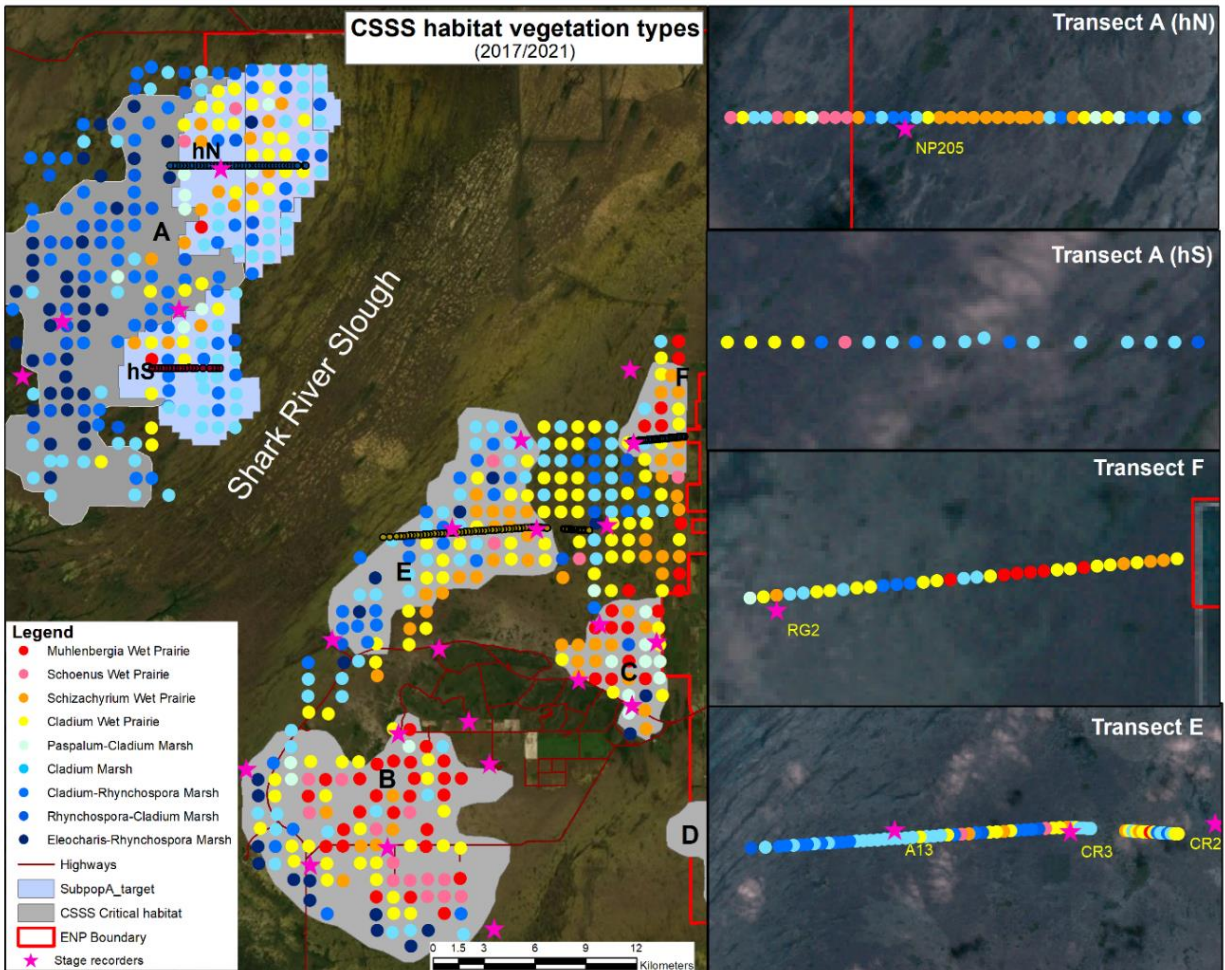 CSSS habitat vegetation types
(2017/2021)
hN
A
hS
Shark River Slough
F
E
C
B
D
Legend
Muhlenbergia Wet Prairie
Schoenus Wet Prairie
Schizachyrium Wet Prairie
Cladium Wet Prairie
Paspalum-Cladium Marsh
Cladium Marsh
Cladium-Rhynchospora Marsh
Rhynchospora-Cladium Marsh
Eleocharis-Rhynchospora Marsh
Highways
SubpopA_target
CSSS Critical habitat
ENP Boundary
Stage recorders
0 1.5 3 6 9 12
Kilometers
Transect A (hN)
NP205
Transect A (hS)
Transect F
RG2
Transect E
A13
CR3
CR2